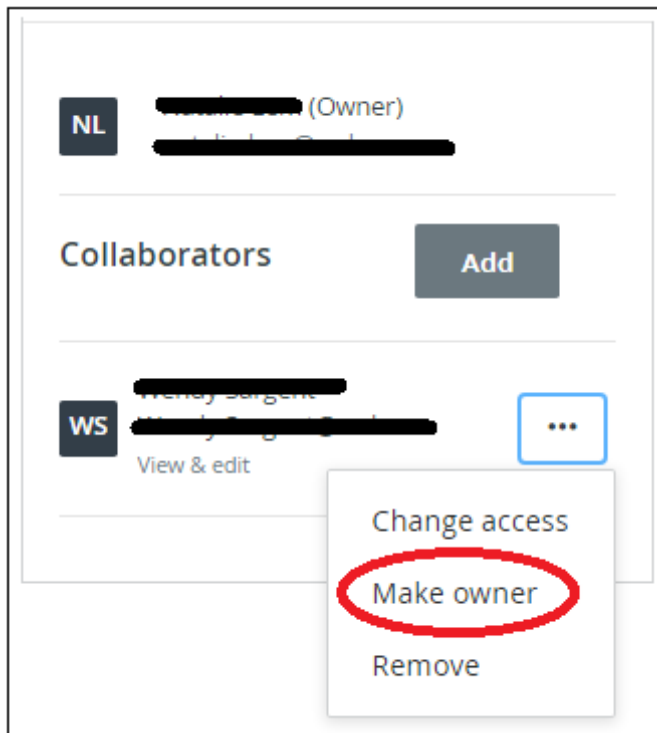 NL
(Owner)
Collaborators
Add
WS
View & edit
...
Change access
Make owner
Remove